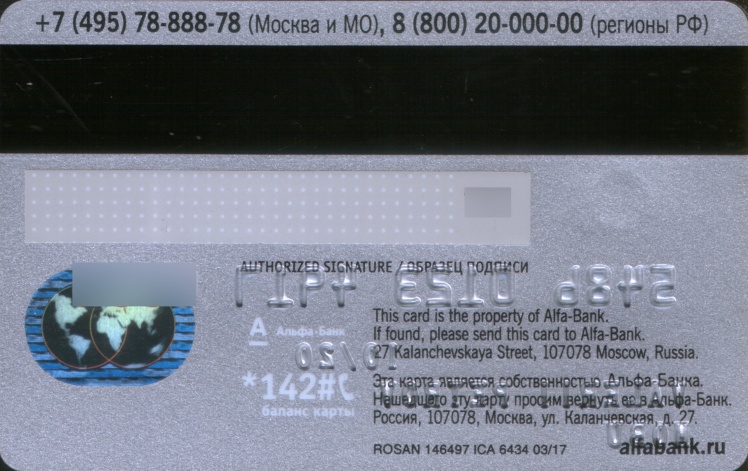 +7 (495) 78-888-78 (Москва и МО), 8 (800) 20-000-00 (регионы РФ)
AUTHORIZED SIGNATURE / ОБРАЗЕЦ ПОДПИСИ
А Альфа·Банк
*142#
баланс карты
This card is the property of Alfa-Bank.
If found, please send this card to Alfa-Bank.
27 Kalanchevskaya Street, 107078 Moscow, Russia.
Эта карта является собственностью Альфа-Банка.
Нашедшего эту карту просим вернуть её в Альфа-Банк.
Россия, 107078, Москва, ул. Каланчевская, д. 27.
ROSAN 146497 ICA 6434 03/17
alfabank.ru